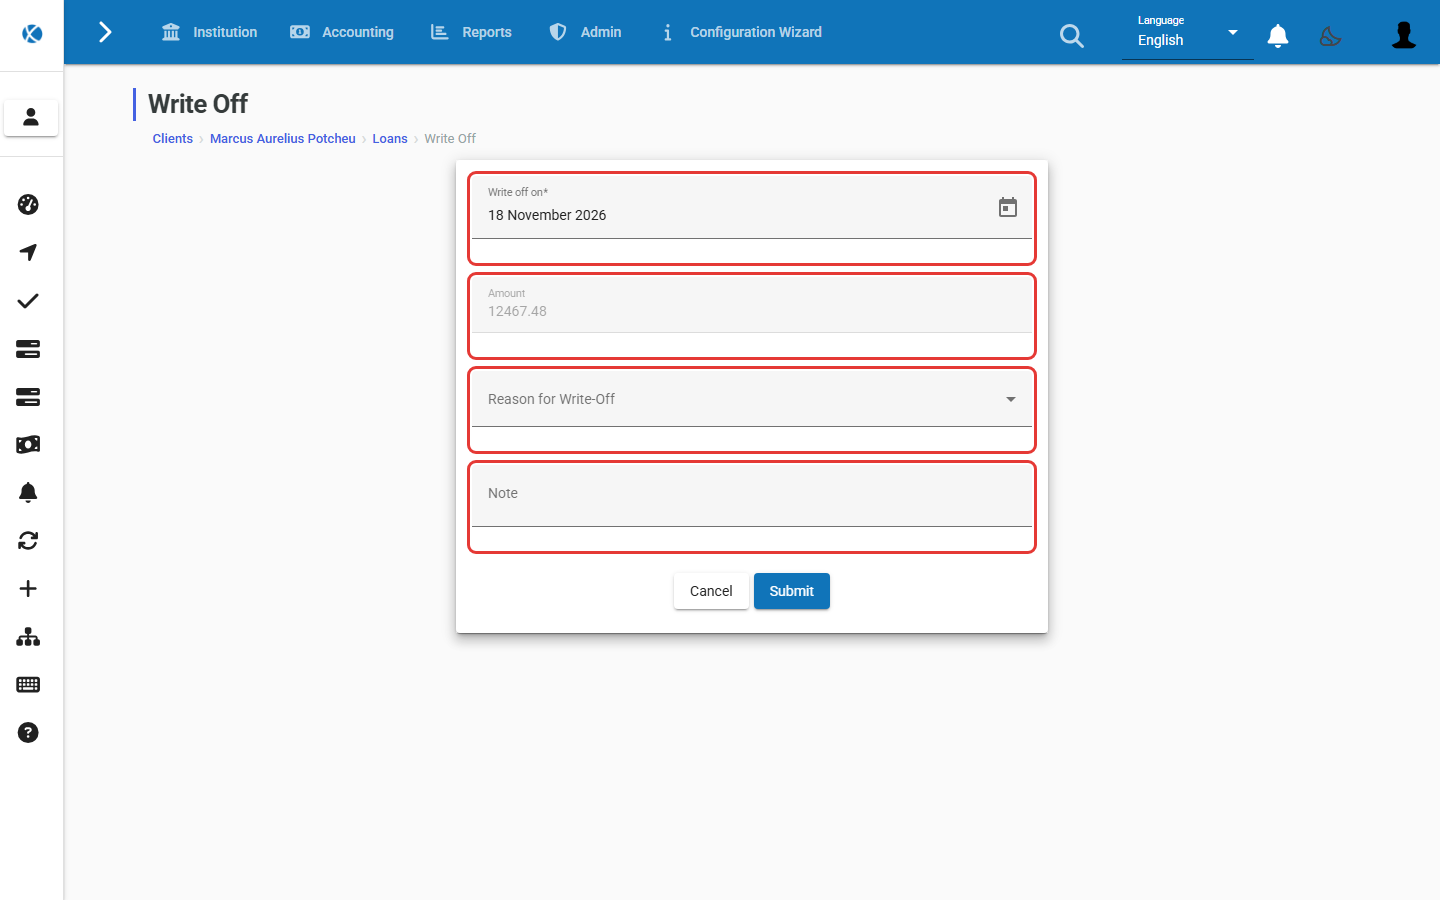 Institution
Accounting
Reports
Admin
Configuration Wizard
Language
English
Write Off
Clients › Marcus Aurelius Potcheu › Loans › Write Off
Write off on*
18 November 2026
Amount
12467.48
Reason for Write-Off
Note
Cancel
Submit